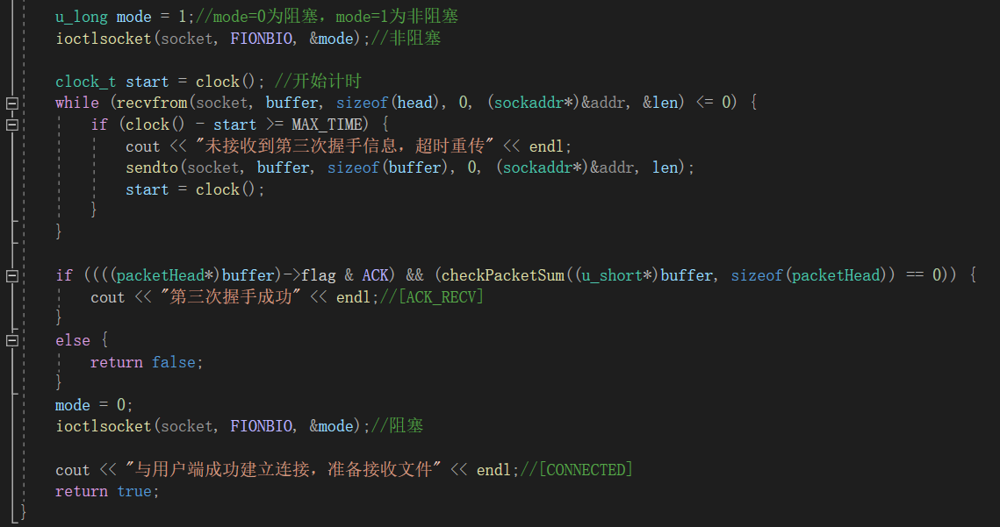 u_long mode = 1;//mode=0为阻塞，mode=1为非阻塞
ioctlsocket(socket, FIONBIO, &mode);//非阻塞
clock_t start = clock(); //开始计时
while (recvfrom(socket, buffer, sizeof(head), 0, (sockaddr*)&addr, &len) <= 0) {
if (clock() - start >= MAX_TIME) {
cout << "未接收到第三次握手信息，超时重传" << endl;
sendto(socket, buffer, sizeof(buffer), 0, (sockaddr*)&addr, len);
start = clock();
}
}
if ((((packetHead*)buffer)->flag & ACK) && (checkPacketSum((u_short*)buffer, sizeof(packetHead)) == 0)) {
cout << "第三次握手成功" << endl;//[ACK_RECV]
}
else {
return false;
}
mode = 0;
ioctlsocket(socket, FIONBIO, &mode);//阻塞
cout << "与用户端成功建立连接，准备接收文件" << endl;//[CONNECTED]
return true;
}